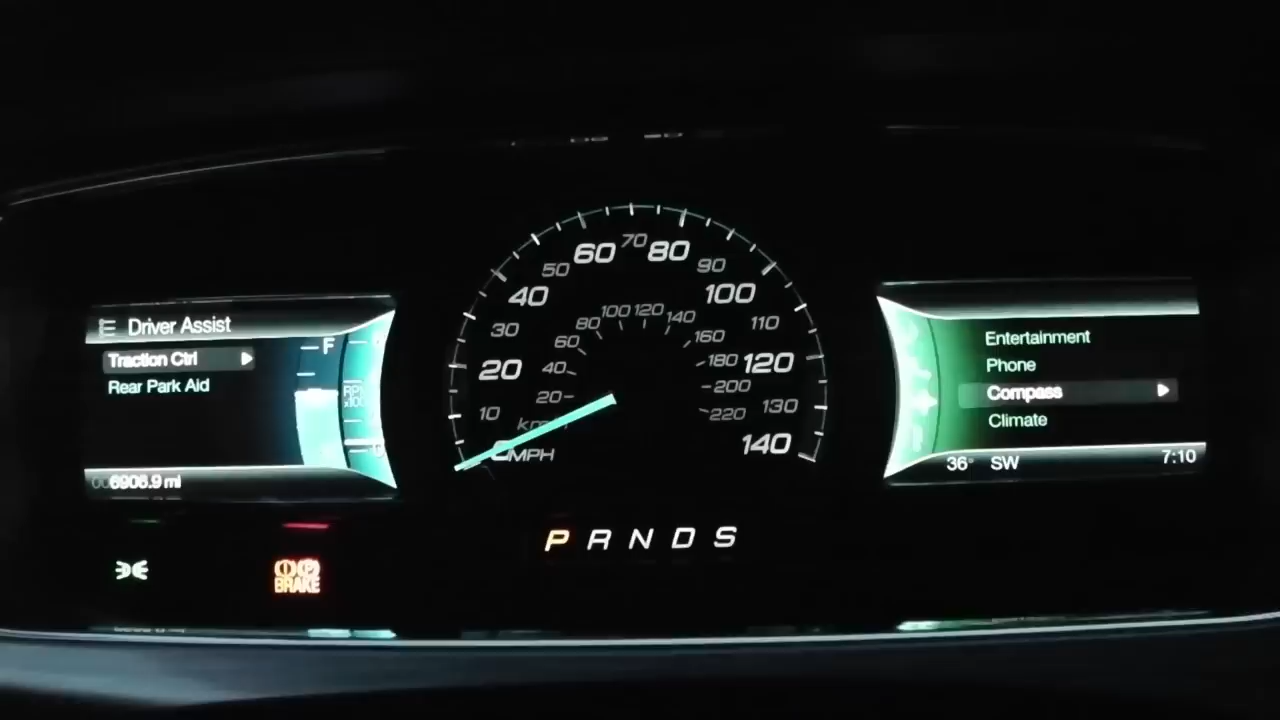 Driver Assist
Traction Ctrl
Rear Park Aid
F
RPM
x1000
6906.9 mi
BRAKE
0 10 20 30 40 50 60 70 80 90 100 110 120 130 140
MPH
20 40 60 80 100 120 140 160 180 200 220
km/h
P R N D S
Entertainment
Phone
Compass
Climate
36° SW 7:10